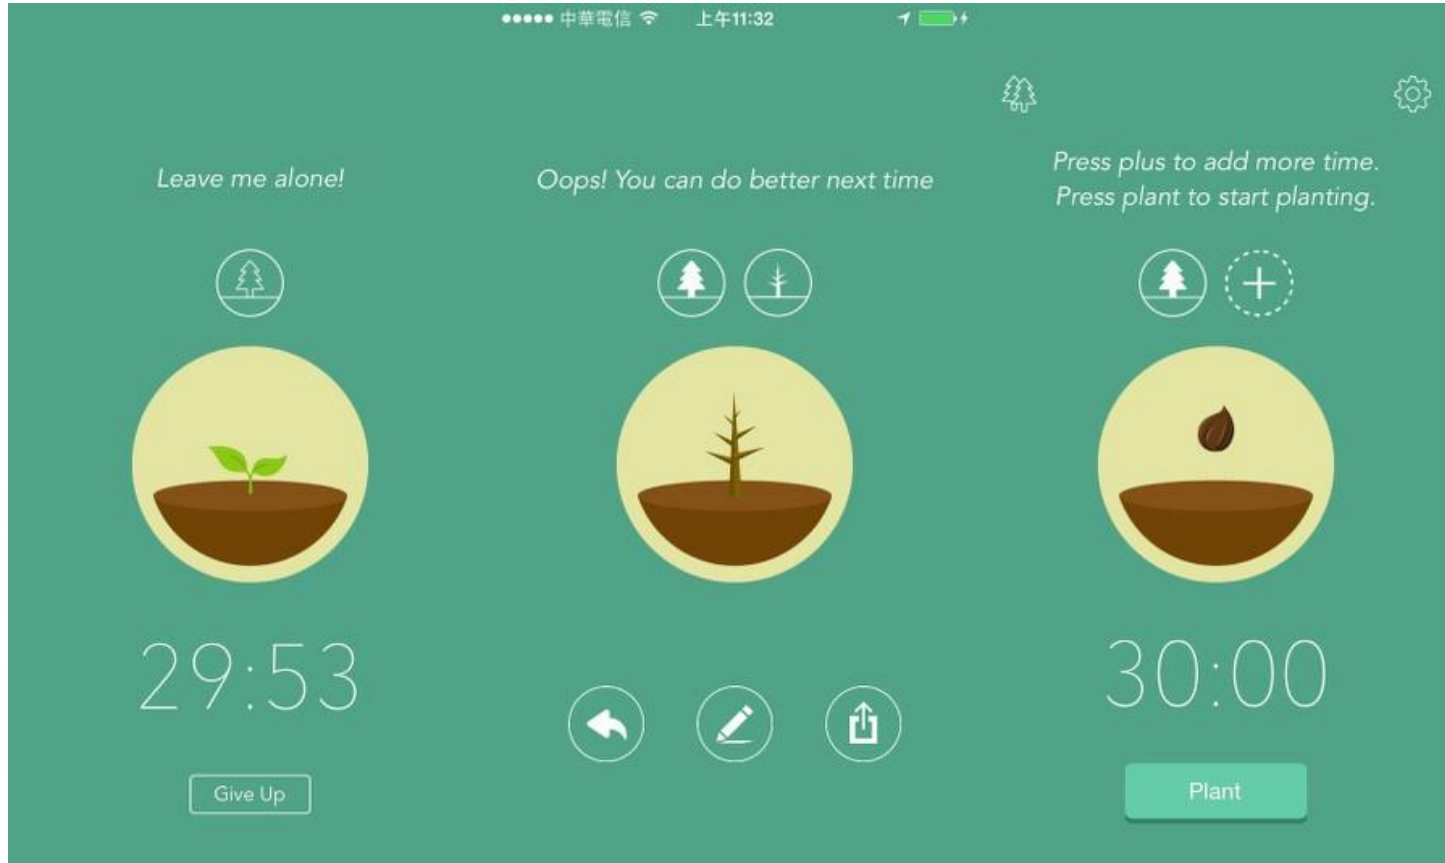 中華電信 上午11:32
Leave me alone!
29:53
Give Up
Oops! You can do better next time
Press plus to add more time.
Press plant to start planting.
30:00
Plant